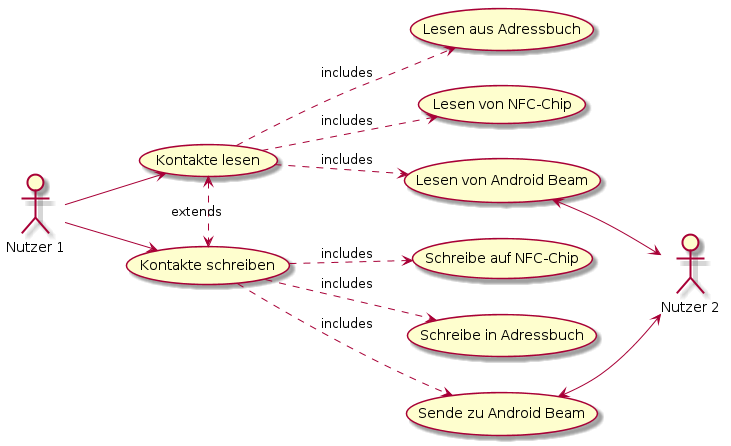 Lesen aus Adressbuch
includes
Lesen von NFC-Chip
includes
Kontakte lesen
includes
Lesen von Android Beam
extends
Nutzer 1
includes
Schreibe auf NFC-Chip
Kontakte schreiben
includes
Nutzer 2
includes
Schreibe in Adressbuch
Sende zu Android Beam